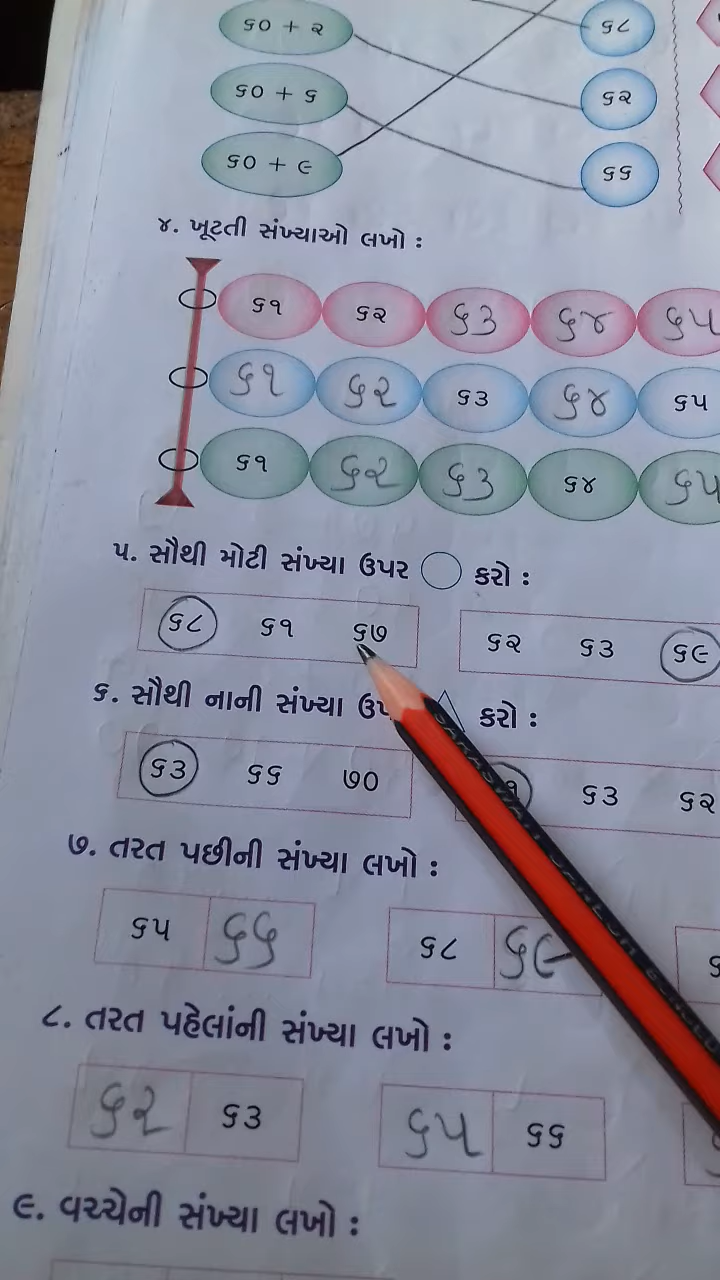 ૬૦ + ૨ ૬૮
૬૦ + ૬ ૬૨
૬૦ + ૯ ૬૬
૪. ખૂટતી સંખ્યાઓ લખો :
૬૧ ૬૨ ૬૩ ૬૪ ૬૫
૬૧ ૬૨ ૬૩ ૬૪ ૬૫
૬૧ ૬૨ ૬૩ ૬૪ ૬૫
૫. સૌથી મોટી સંખ્યા ઉપર કરો :
૬૮ ૬૧ ૬૭ ૬૨ ૬૩ ૬૯
૬. સૌથી નાની સંખ્યા કરો :
૬૩ ૬૬ ૭૦ ૬૩ ૬૨
૭. તરત પછીની સંખ્યા લખો :
૬૫ ૬૬ ૬૮ ૬૯
૮. તરત પહેલાંની સંખ્યા લખો :
૬૨ ૬૩ ૬૫ ૬૬
૯. વચ્ચેની સંખ્યા લખો :